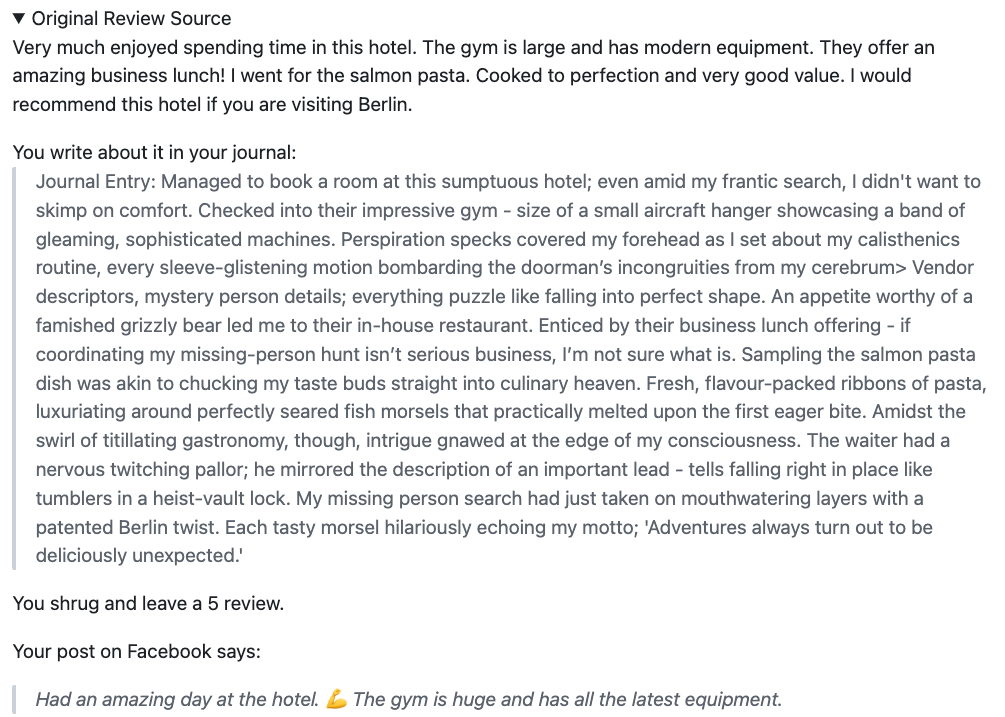 ▼ Original Review Source
Very much enjoyed spending time in this hotel. The gym is large and has modern equipment. They offer an
amazing business lunch! I went for the salmon pasta. Cooked to perfection and very good value. I would
recommend this hotel if you are visiting Berlin.
You write about it in your journal:
Journal Entry: Managed to book a room at this sumptuous hotel; even amid my frantic search, I didn't want to
skimp on comfort. Checked into their impressive gym - size of a small aircraft hanger showcasing a band of
gleaming, sophisticated machines. Perspiration specks covered my forehead as I set about my calisthenics
routine, every sleeve-glistening motion bombarding the doorman’s incongruities from my cerebrum> Vendor
descriptors, mystery person details; everything puzzle like falling into perfect shape. An appetite worthy of a
famished grizzly bear led me to their in-house restaurant. Enticed by their business lunch offering - if
coordinating my missing-person hunt isn’t serious business, I’m not sure what is. Sampling the salmon pasta
dish was akin to chucking my taste buds straight into culinary heaven. Fresh, flavour-packed ribbons of pasta,
luxuriating around perfectly seared fish morsels that practically melted upon the first eager bite. Amidst the
swirl of titillating gastronomy, though, intrigue gnawed at the edge of my consciousness. The waiter had a
nervous twitching pallor; he mirrored the description of an important lead - tells falling right in place like
tumblers in a heist-vault lock. My missing person search had just taken on mouthwatering layers with a
patented Berlin twist. Each tasty morsel hilariously echoing my motto; 'Adventures always turn out to be
deliciously unexpected.'
You shrug and leave a 5 review.
Your post on Facebook says:
Had an amazing day at the hotel. 💪 The gym is huge and has all the latest equipment.